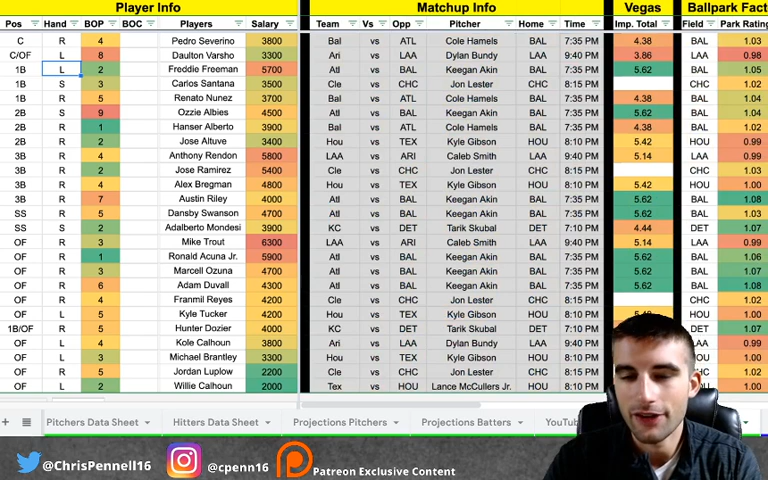 Player Info Matchup Info Vegas Ballpark Fact
Pos Hand BOP BOC Players Salary Team Vs Opp Pitcher Home Time Imp. Total Field Park Rating
C R 4 Pedro Severino 3800 Bal vs ATL Cole Hamels BAL 7:35 PM 4.38 BAL 1.03
C/OF L 8 Daulton Varsho 3300 Ari vs LAA Dylan Bundy LAA 9:40 PM 3.86 LAA 0.98
1B L 2 Freddie Freeman 5700 Atl vs BAL Keegan Akin BAL 7:35 PM 5.62 BAL 1.05
1B S 3 Carlos Santana 3500 Cle vs CHC Jon Lester CHC 8:15 PM CHC 1.02
1B R 5 Renato Nunez 3700 Bal vs ATL Cole Hamels BAL 7:35 PM 4.38 BAL 1.04
2B S 9 Ozzie Albies 4500 Atl vs BAL Keegan Akin BAL 7:35 PM 5.62 BAL 1.04
2B R 1 Hanser Alberto 3900 Bal vs ATL Cole Hamels BAL 7:35 PM 4.38 BAL 1.02
2B R 2 Jose Altuve 3400 Hou vs TEX Kyle Gibson HOU 8:10 PM 5.42 HOU 0.99
3B R 4 Anthony Rendon 5800 LAA vs ARI Caleb Smith LAA 9:40 PM 5.14 LAA 0.99
3B R 2 Jose Ramirez 5400 Cle vs CHC Jon Lester CHC 8:15 PM CHC 1.03
3B R 4 Alex Bregman 4800 Hou vs TEX Kyle Gibson HOU 8:10 PM 5.42 HOU 1.00
3B R 7 Austin Riley 4000 Atl vs BAL Keegan Akin BAL 7:35 PM 5.62 BAL 1.08
SS R 5 Dansby Swanson 4700 Atl vs BAL Keegan Akin BAL 7:35 PM 5.62 BAL 1.03
SS S 2 Adalberto Mondesi 3900 KC vs DET Tarik Skubal DET 7:10 PM 4.44 DET 1.07
OF R 3 Mike Trout 6300 LAA vs ARI Caleb Smith LAA 9:40 PM 5.14 LAA 0.99
OF R 1 Ronald Acuna Jr. 5900 Atl vs BAL Keegan Akin BAL 7:35 PM 5.62 BAL 1.06
OF R 3 Marcell Ozuna 4700 Atl vs BAL Keegan Akin BAL 7:35 PM 5.62 BAL 1.08
OF R 6 Adam Duvall 4300 Atl vs BAL Keegan Akin BAL 7:35 PM 5.62 BAL 1.08
OF R 4 Franmil Reyes 4200 Cle vs CHC Jon Lester CHC 8:15 PM CHC 1.02
OF L 5 Kyle Tucker 4200 Hou vs TEX Kyle Gibson HOU 8:10 PM HOU 1.00
1B/OF R 5 Hunter Dozier 4000 KC vs DET Tarik Skubal DET 7:10 PM DET 1.07
OF L 4 Kole Calhoun 3800 Ari vs LAA Dylan Bundy LAA 9:40 PM LAA 0.99
OF L 3 Michael Brantley 3300 Hou vs TEX Kyle Gibson HOU 8:10 PM HOU 1.00
OF R 5 Jordan Luplow 2200 Cle vs CHC Jon Lester CHC 8:15 PM CHC 1.02
OF L 2 Willie Calhoun 2000 Tex vs HOU Lance McCullers Jr. HOU 8:10 PM 1.00
+ Pitchers Data Sheet Hitters Data Sheet Projections Pitchers Projections Batters
@ChrisPennell16 @cpenn16 Patreon Exclusive Content